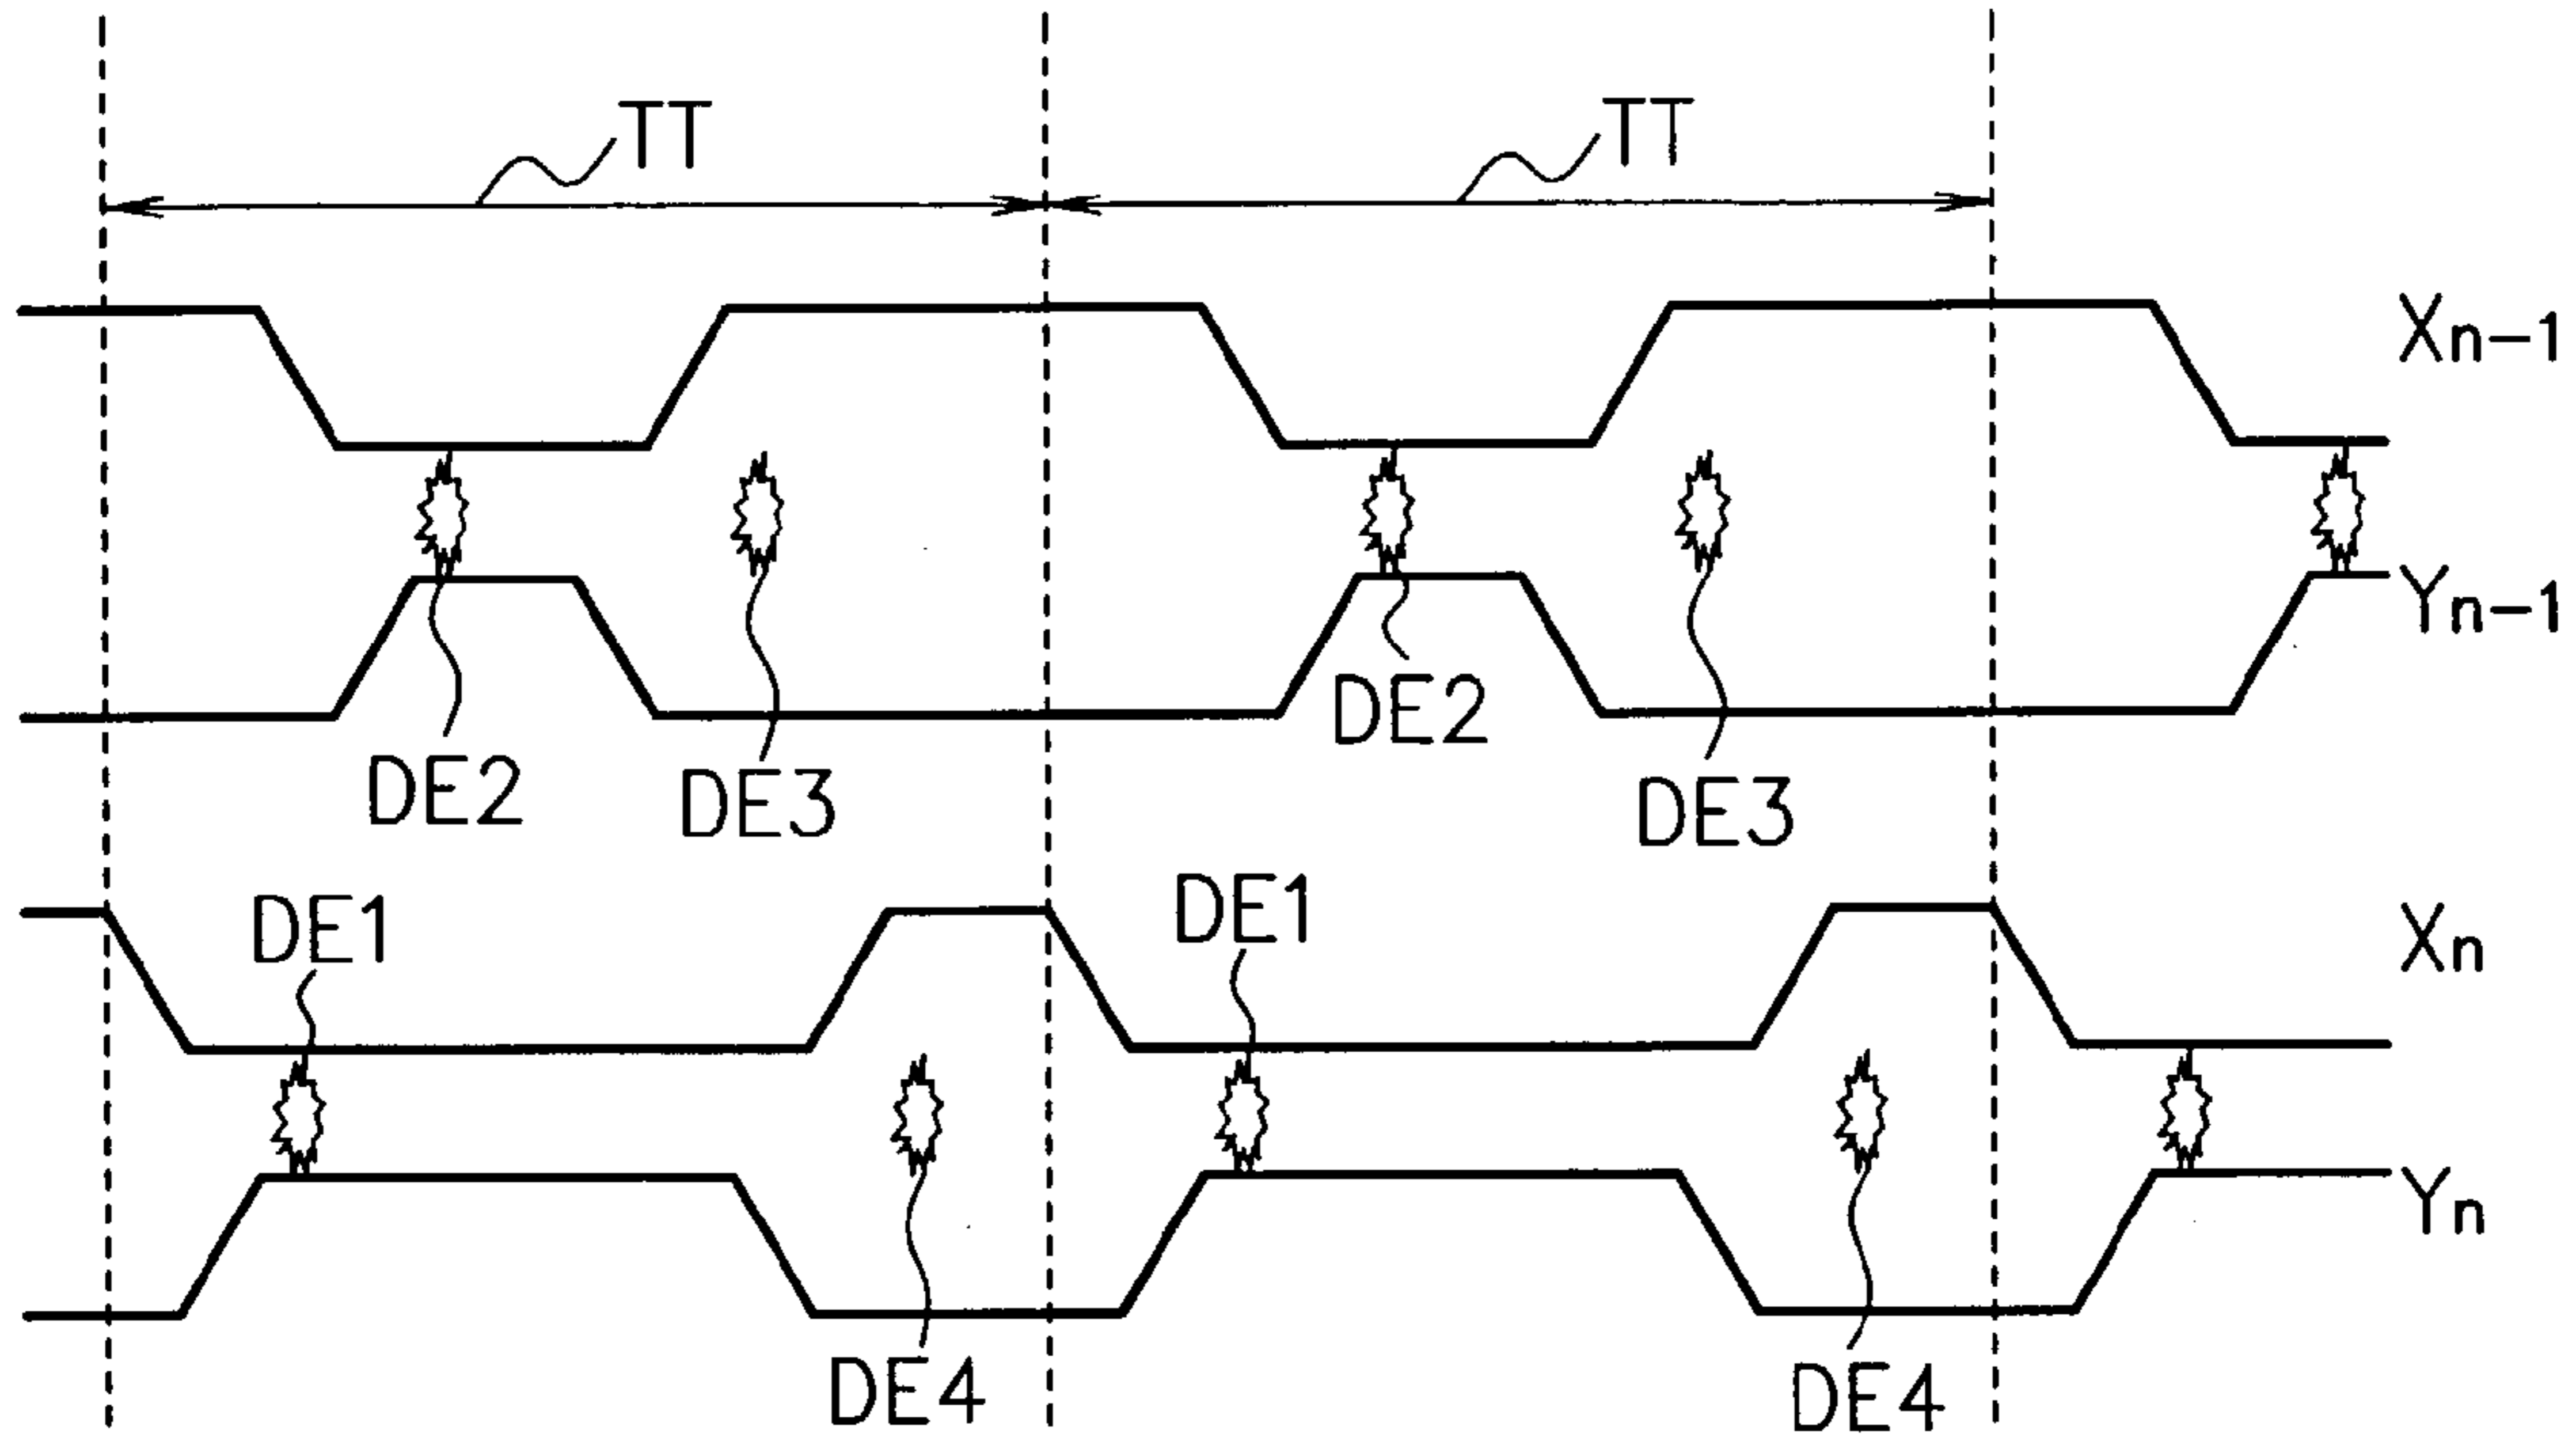 TT TT
Xn-1
Yn-1
DE2 DE3 DE2 DE3
DE1 DE1 Xn
Yn
DE4 DE4